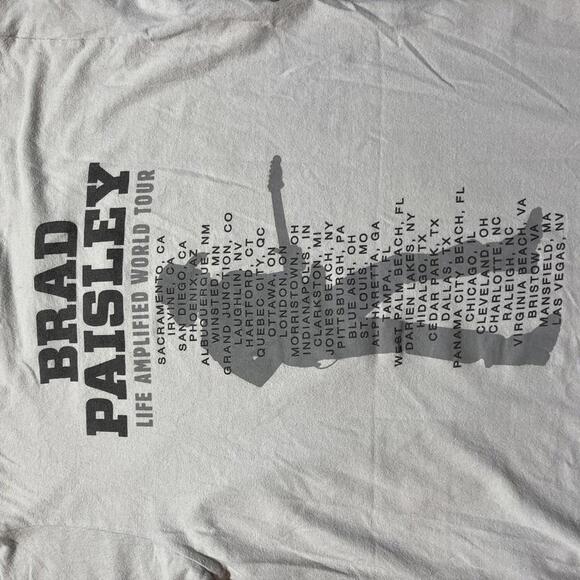 BRAD
PAISLEY
LIFE AMPLIFIED WORLD TOUR
SACRAMENTO, CA
IRVINE, CA
SAN DIEGO, CA
PHOENIX, AZ
ALBUQUERQUE, NM
WINSTED, MN
GRAND JUNCTION, CO
LAUGHLIN, NV
HARTFORD, CT
QUEBEC CITY, QC
OTTAWA, ON
LONDON, ON
MORRISTOWN, OH
INDIANAPOLIS, IN
CLARKSTON, MI
JONES BEACH, NY
PITTSBURGH, PA
BLUE ASH, OH
ST. LOUIS, MO
ALPHARETTA, GA
TAMPA, FL
WEST PALM BEACH, FL
DARIEN LAKES, NY
HIDALGO, TX
CEDAR PARK, TX
DALLAS, TX
PANAMA CITY BEACH, FL
CHICAGO, IL
CLEVELAND, OH
CHARLOTTE, NC
RALEIGH, NC
VIRGINIA BEACH, VA
BRISTOW, VA
MANSFIELD, MA
LAS VEGAS, NV